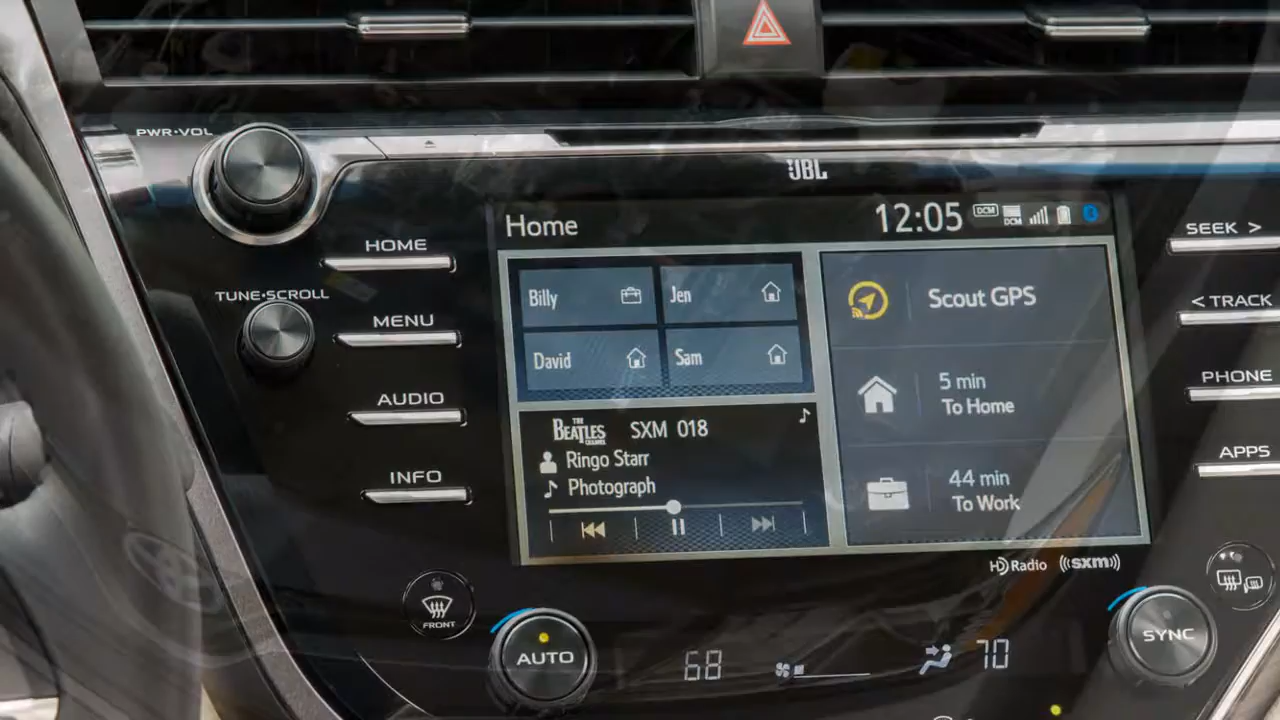 PWR•VOL
JBL
Home
12:05
DCM
DCM
HOME
SEEK >
TUNE•SCROLL
Billy
Jen
Scout GPS
< TRACK
MENU
David
Sam
5 min
To Home
PHONE
AUDIO
THE
BEATLES
CHANNEL
SXM 018
Ringo Starr
Photograph
44 min
To Work
APPS
INFO
HD Radio
((sxm))
FRONT
AUTO
68
70
SYNC